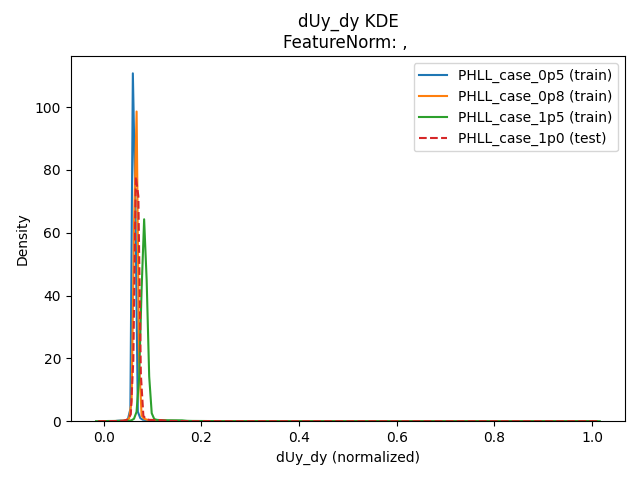 dUy_dy KDE
FeatureNorm: ,
PHLL_case_0p5 (train)
PHLL_case_0p8 (train)
PHLL_case_1p5 (train)
PHLL_case_1p0 (test)
Density
100
80
60
40
20
0
0.0 0.2 0.4 0.6 0.8 1.0
dUy_dy (normalized)